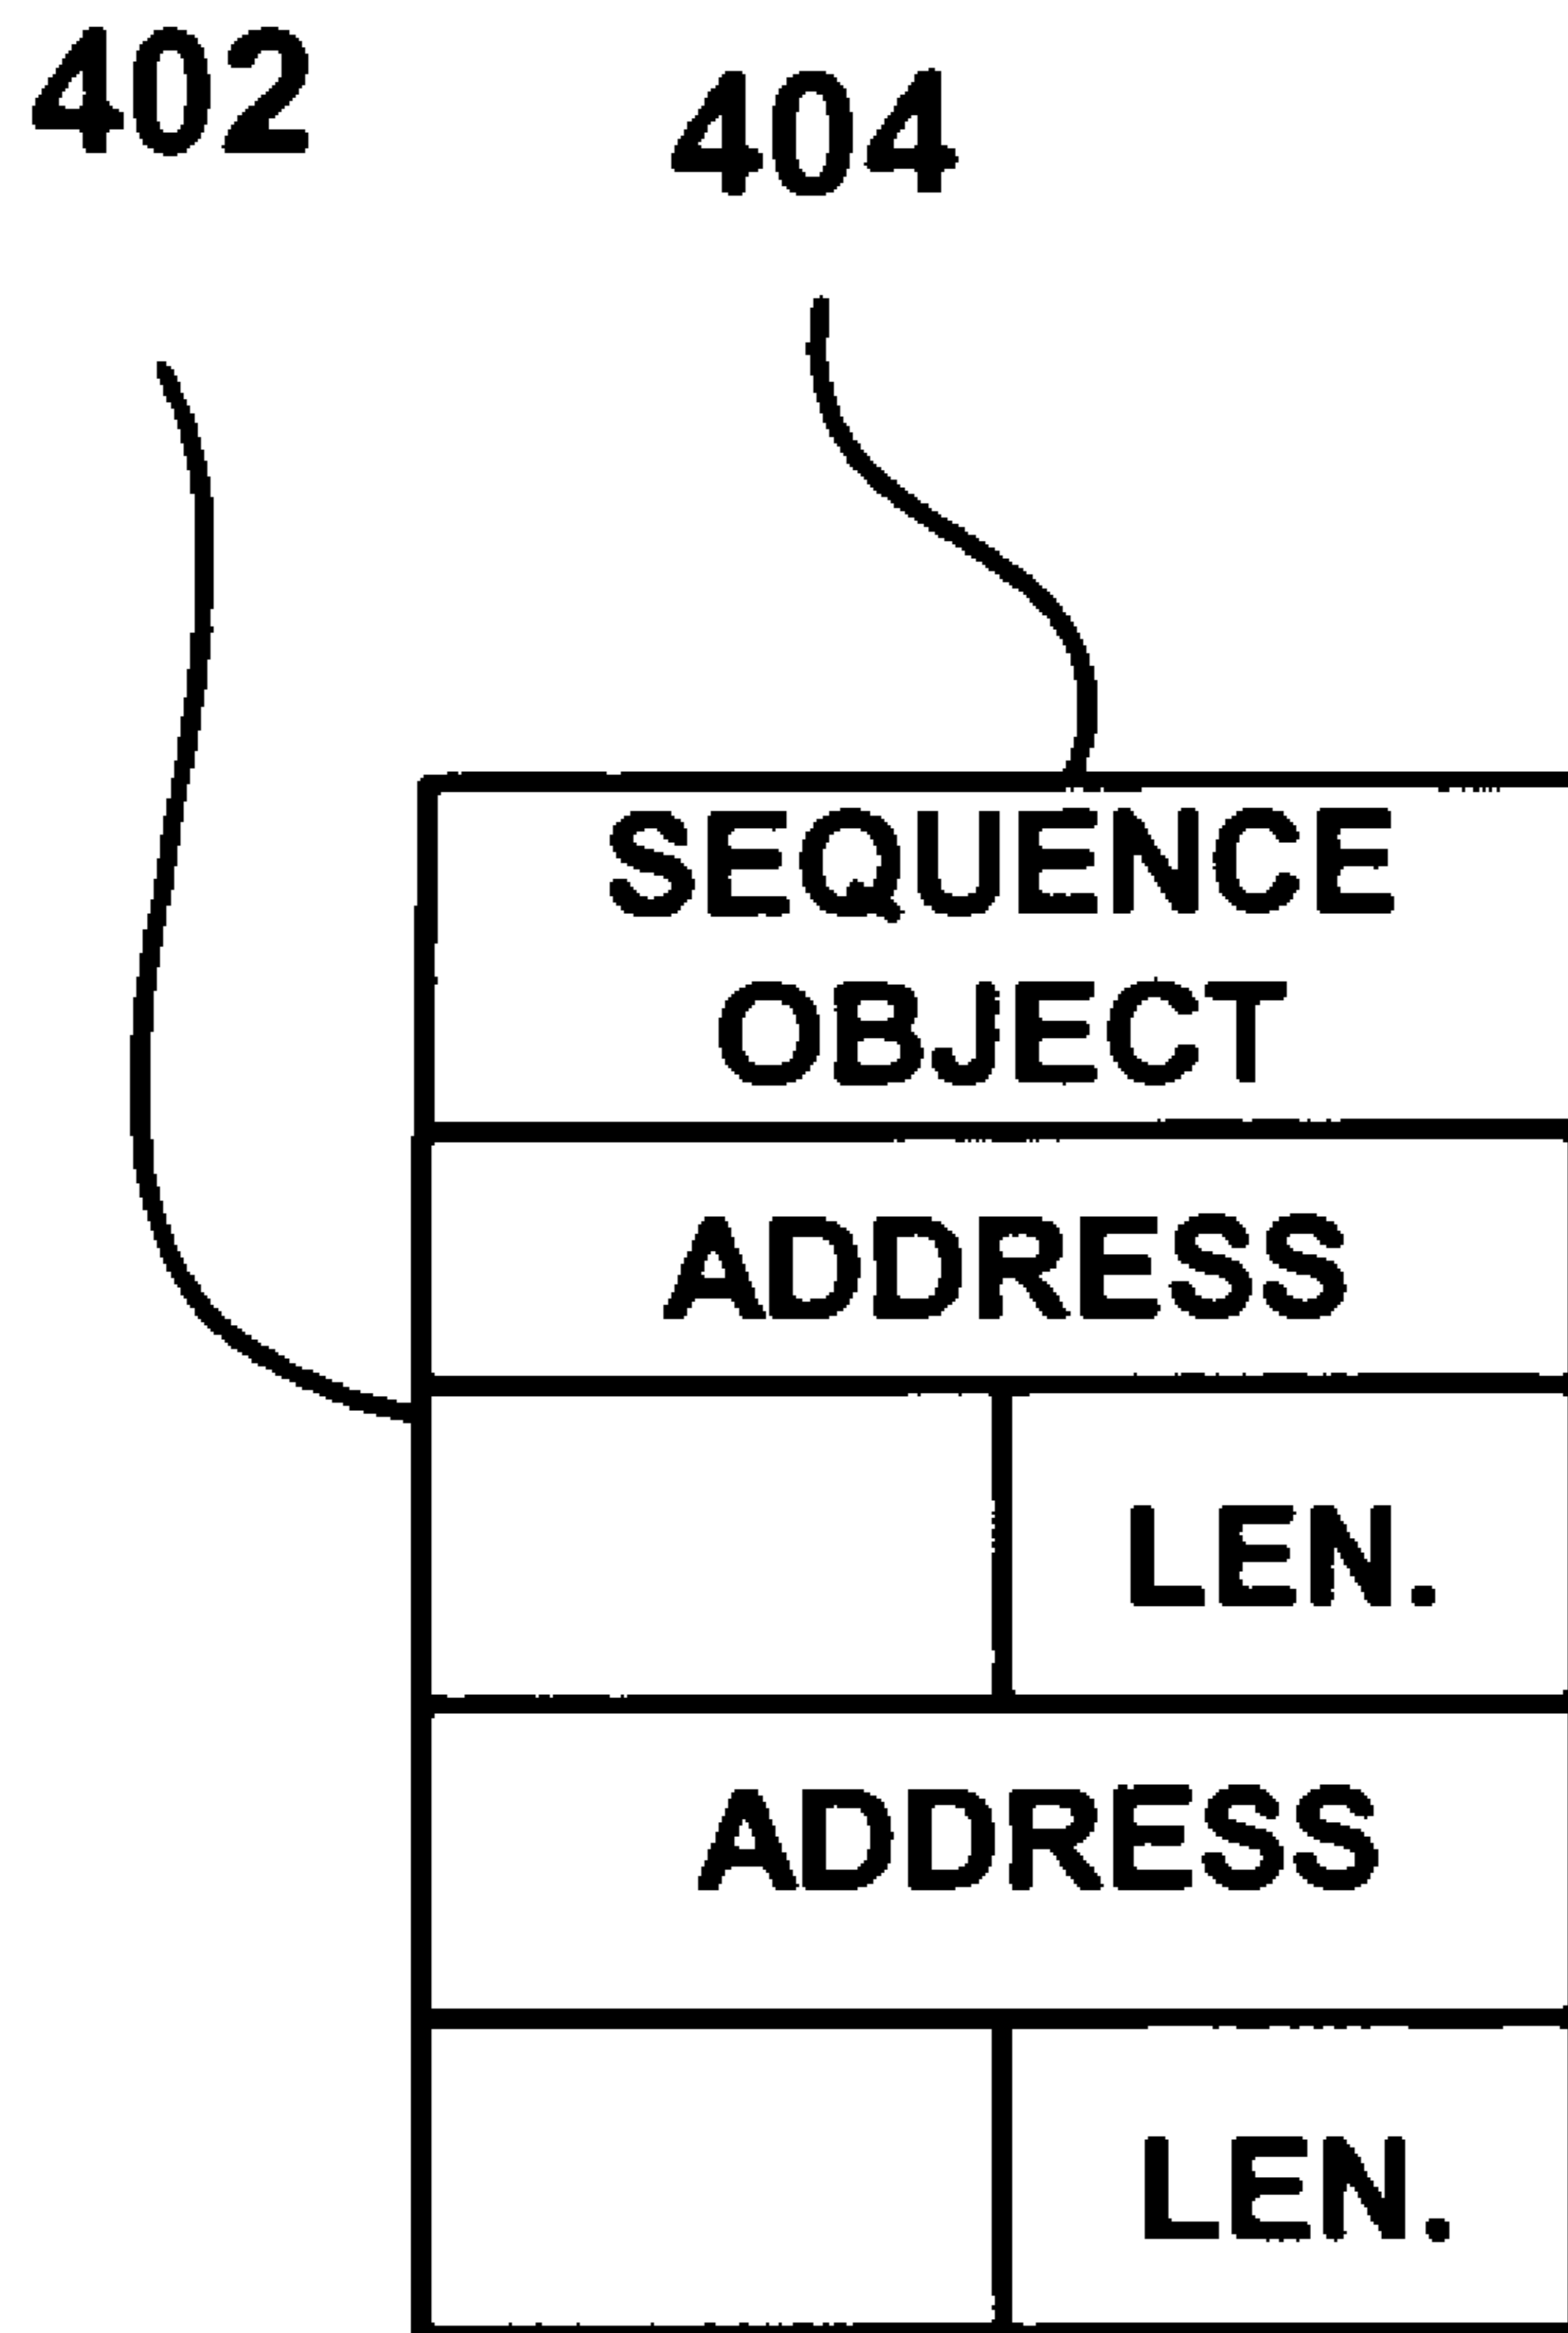 402
404
SEQUENCE
OBJECT
ADDRESS
LEN.
ADDRESS
LEN.